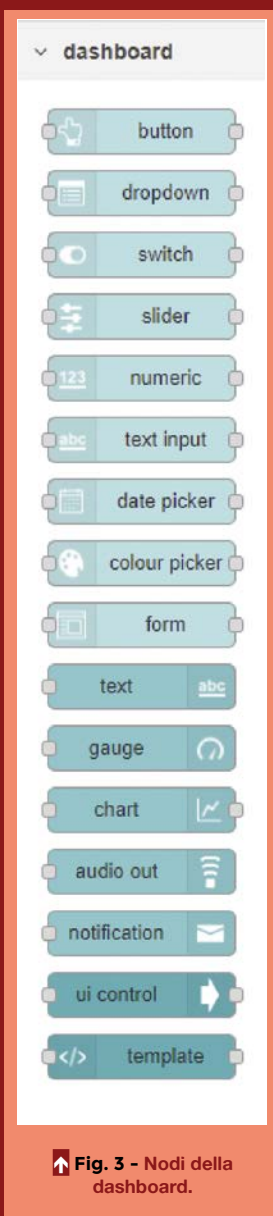 dashboard
button
dropdown
switch
slider
123 numeric
abc text input
date picker
colour picker
form
text abc
gauge
chart
audio out
notification
ui control
</> template
Fig. 3 - Nodi della
dashboard.